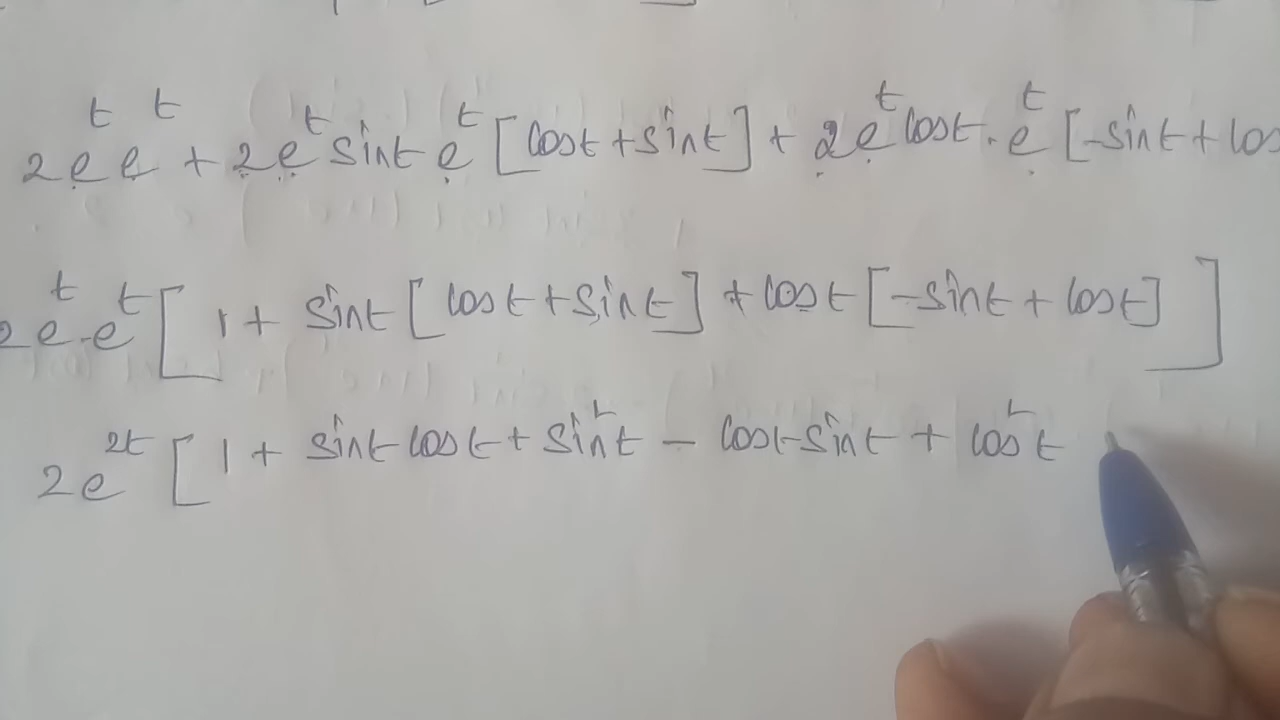 2e^t e^t + 2e^t sint e^t [cost + sint] + 2e^t cost . e^t [-sint + cos
2e^t . e^t [ 1 + sint [cost + sint] + cost [-sint + cost] ]
2e^2t [ 1 + sint cost + sin^2 t - cost sint + cos^2 t